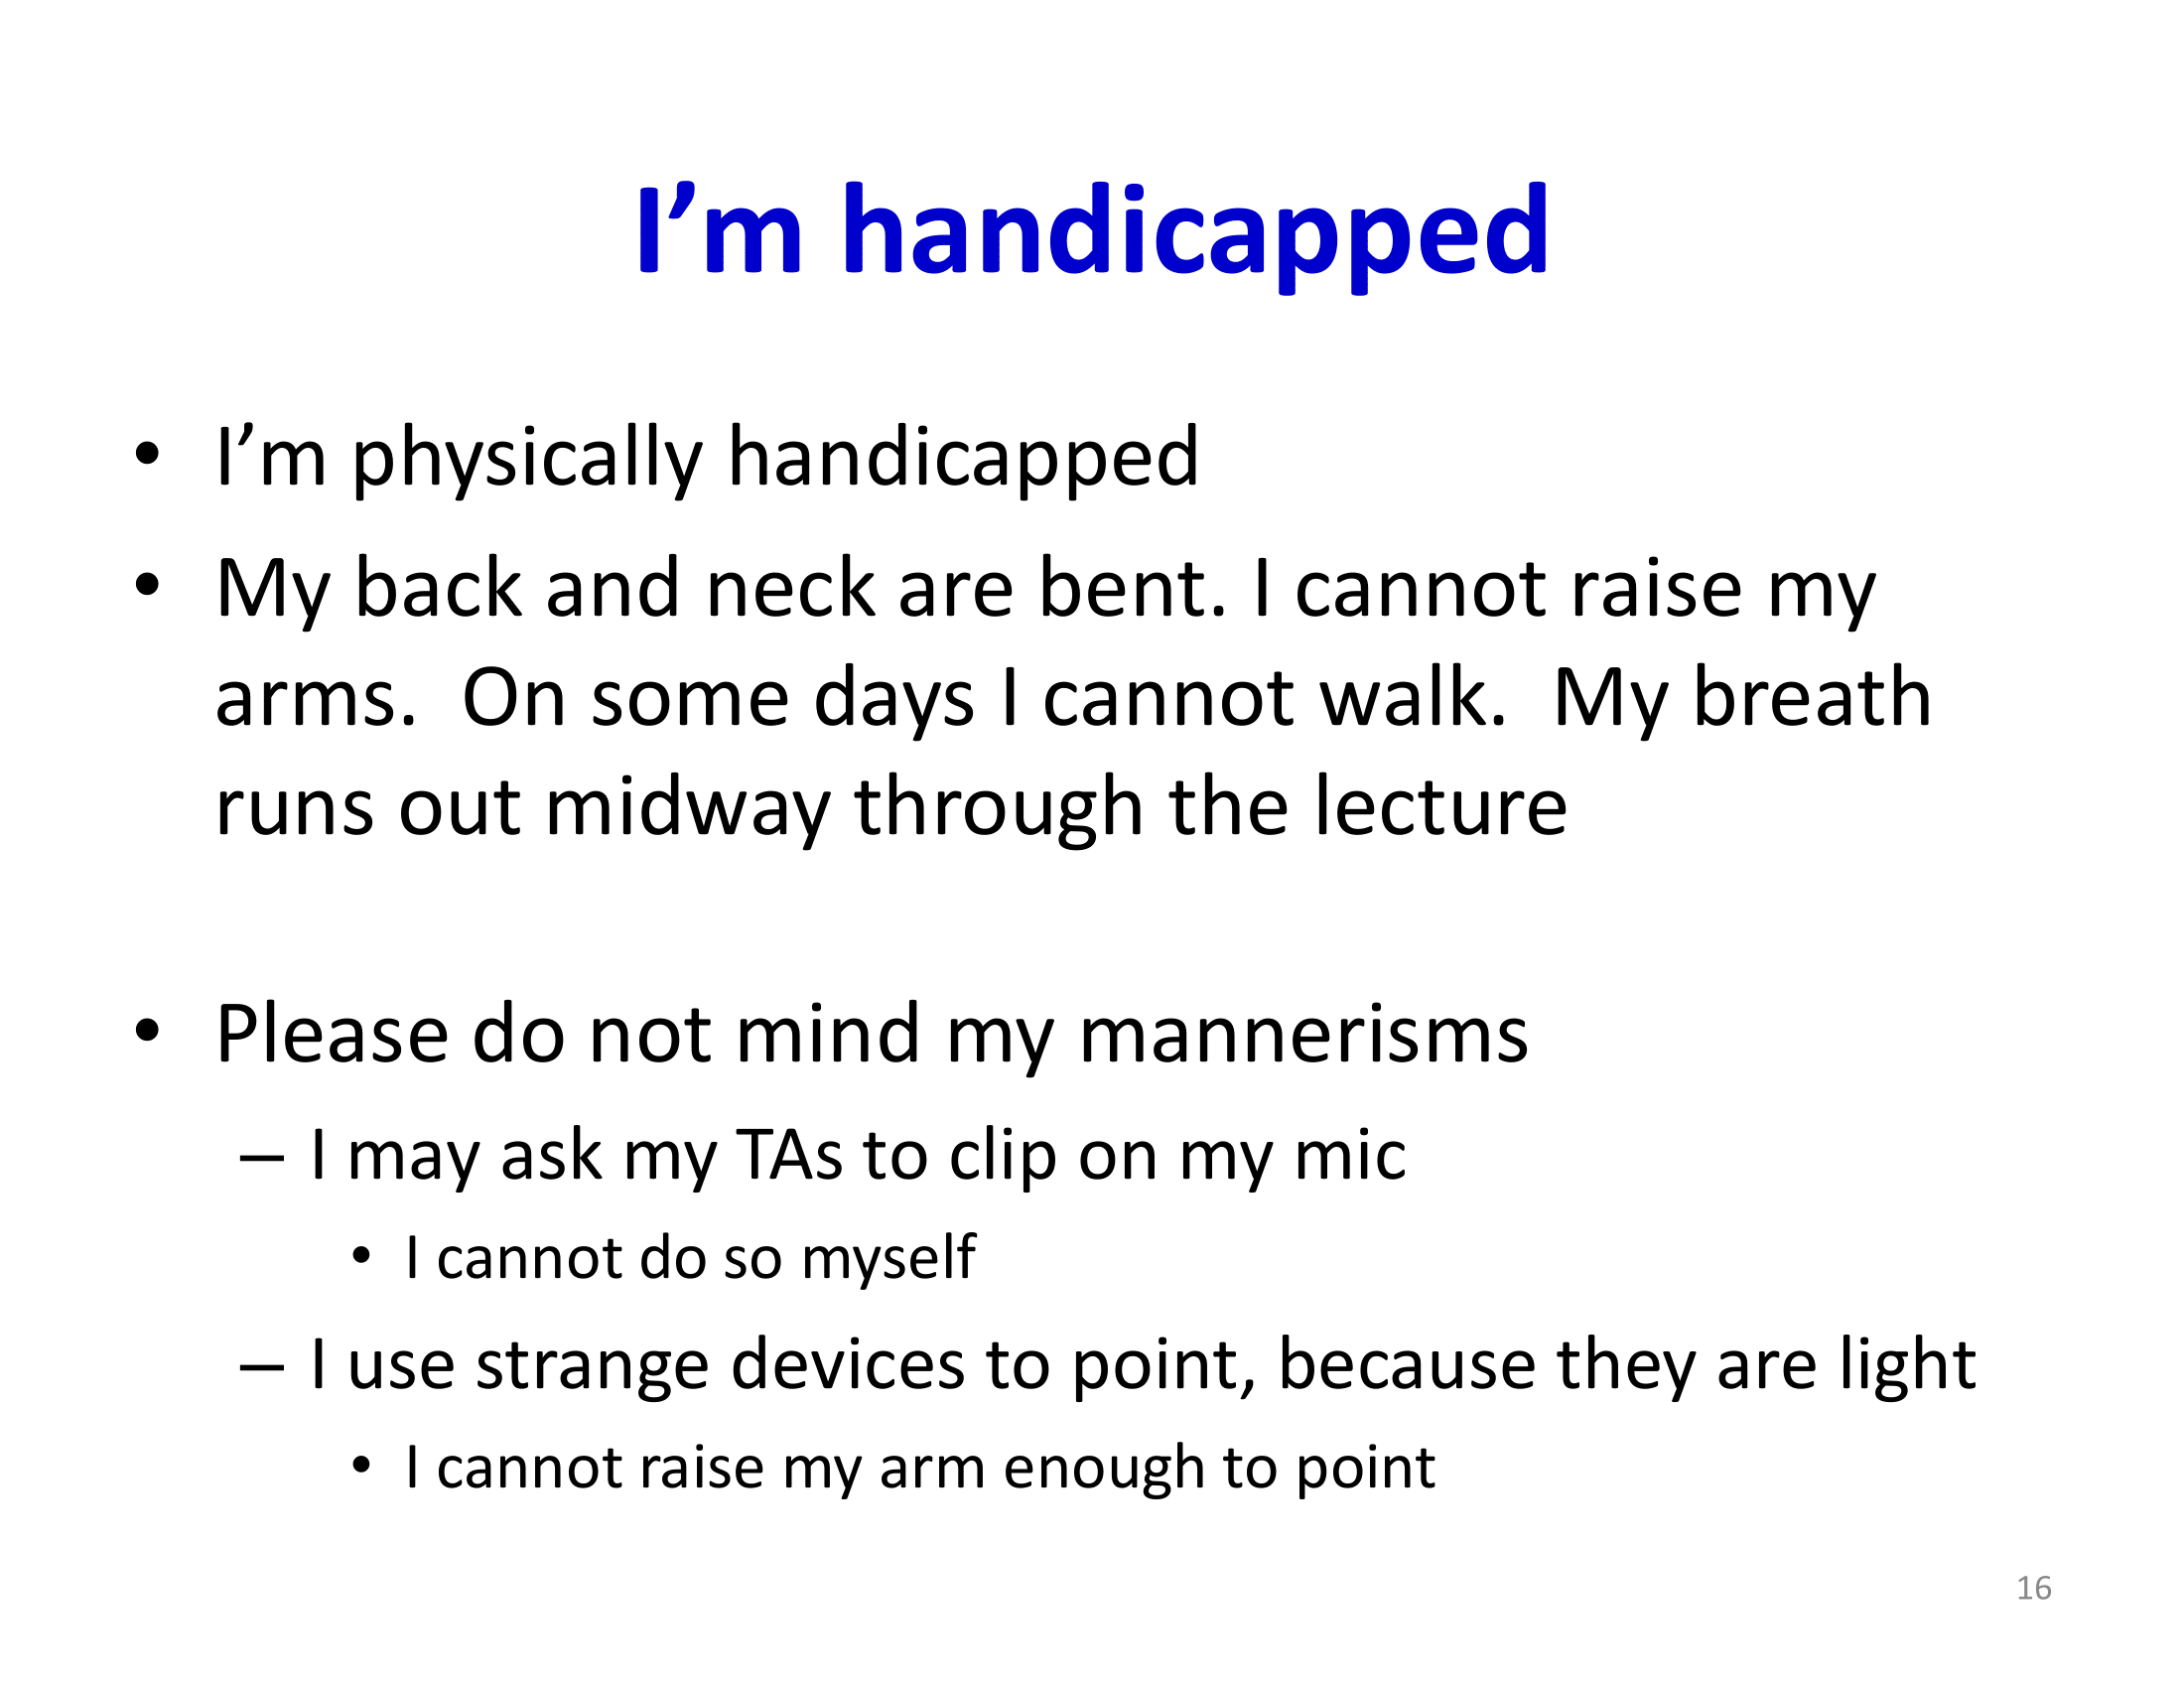 I’m handicapped
• I’m physically handicapped
• My back and neck are bent. I cannot raise my
arms.  On some days I cannot walk.  My breath
runs out midway through the lecture
• Please do not mind my mannerisms
– I may ask my TAs to clip on my mic
• I cannot do so myself
– I use strange devices to point, because they are light
• I cannot raise my arm enough to point
16